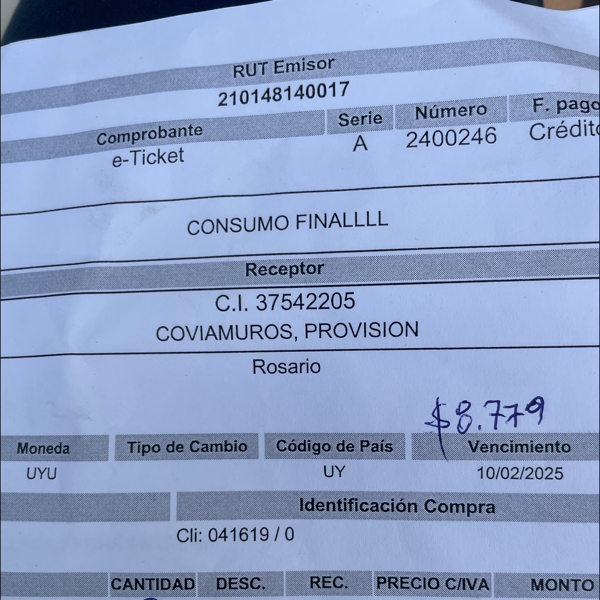 RUT Emisor
210148140017
Comprobante Serie Número F. pago
e-Ticket A 2400246 Crédito
CONSUMO FINALLLL
Receptor
C.I. 37542205
COVIAMUROS, PROVISION
Rosario
$8.779
Moneda Tipo de Cambio Código de País Vencimiento
UYU UY 10/02/2025
Identificación Compra
Cli: 041619 / 0
CANTIDAD DESC. REC. PRECIO C/IVA MONTO